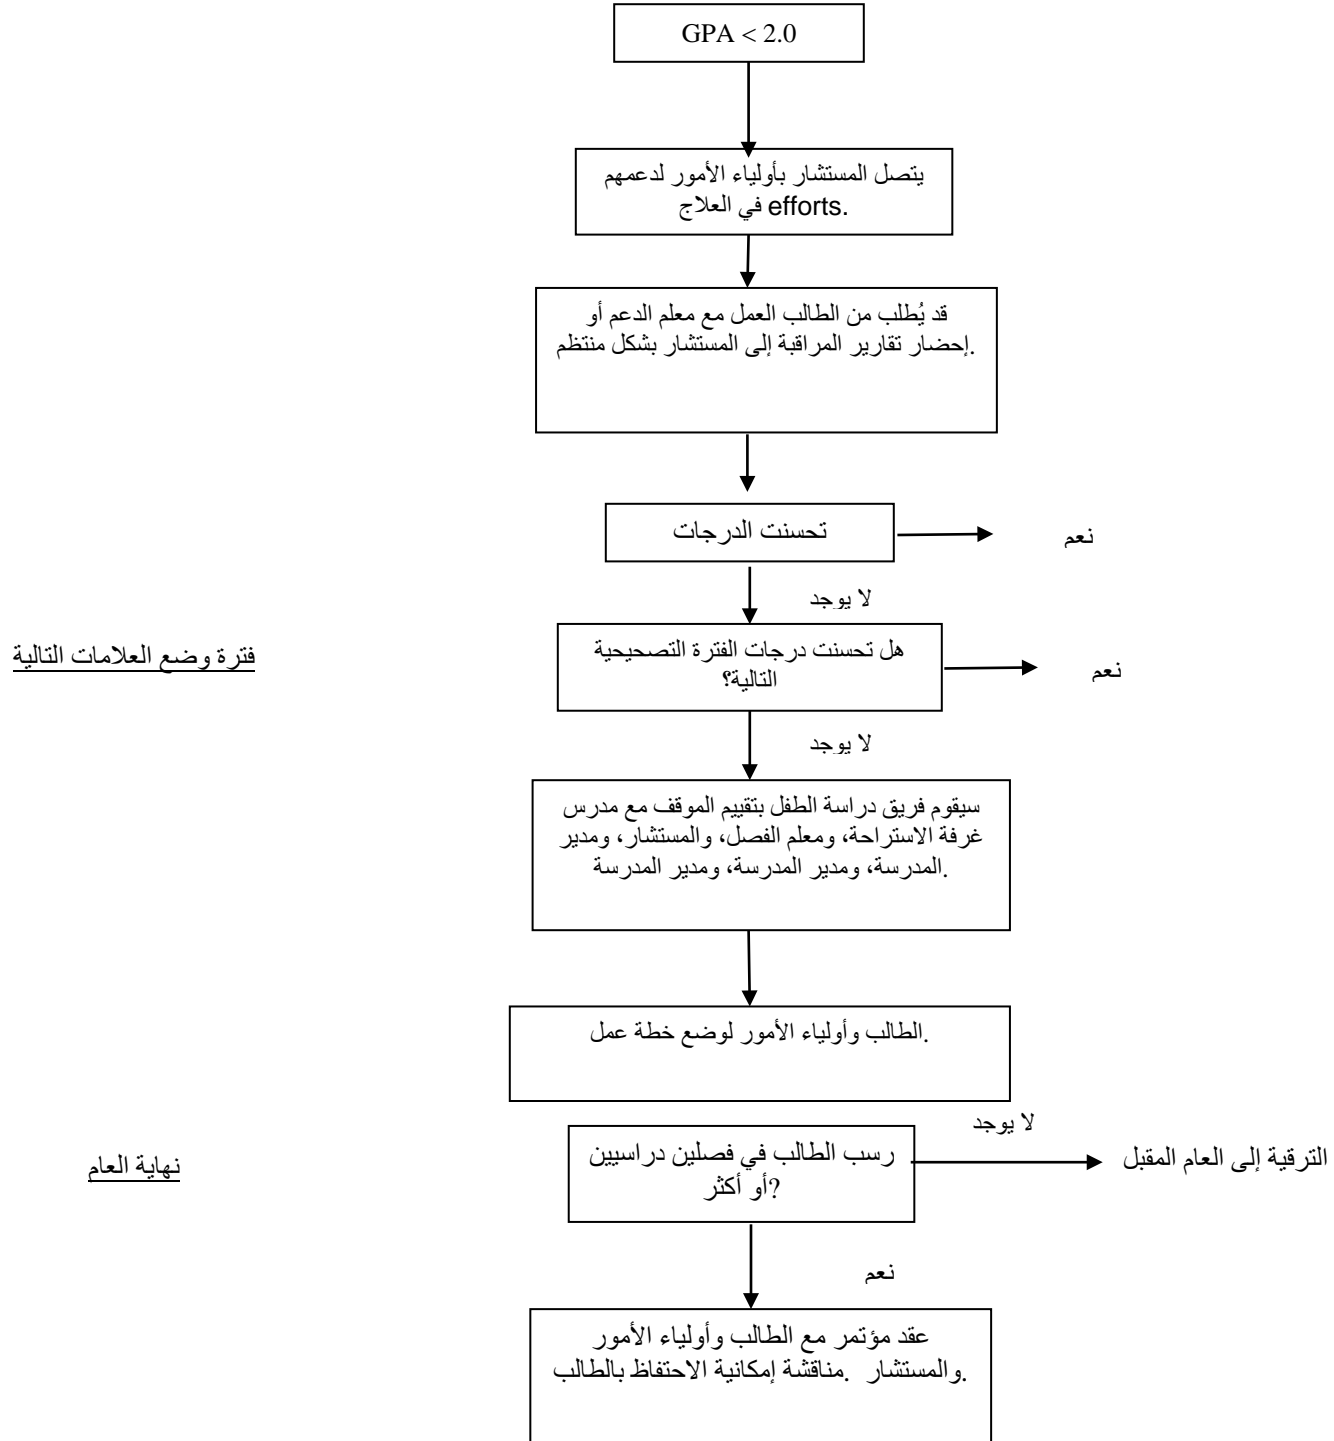 GPA < 2.0
يتصل المستشار بأولياء الأمور لدعمهم
في العلاج efforts.
قد يُطلب من الطالب العمل مع معلم الدعم أو
إحضار تقارير المراقبة إلى المستشار بشكل منتظم.
تحسنت الدرجات
نعم
لا يوجد
فترة وضع العلامات التالية
هل تحسنت درجات الفترة التصحيحية
التالية؟
نعم
لا يوجد
سيقوم فريق دراسة الطفل بتقييم الموقف مع مدرس
غرفة الاستراحة، ومعلم الفصل، والمستشار، ومدير
المدرسة، ومدير المدرسة، ومدير المدرسة.
الطالب وأولياء الأمور لوضع خطة عمل.
لا يوجد
نهاية العام
رسب الطالب في فصلين دراسيين
أو أكثر?
الترقية إلى العام المقبل
نعم
عقد مؤتمر مع الطالب وأولياء الأمور
والمستشار. مناقشة إمكانية الاحتفاظ بالطالب.